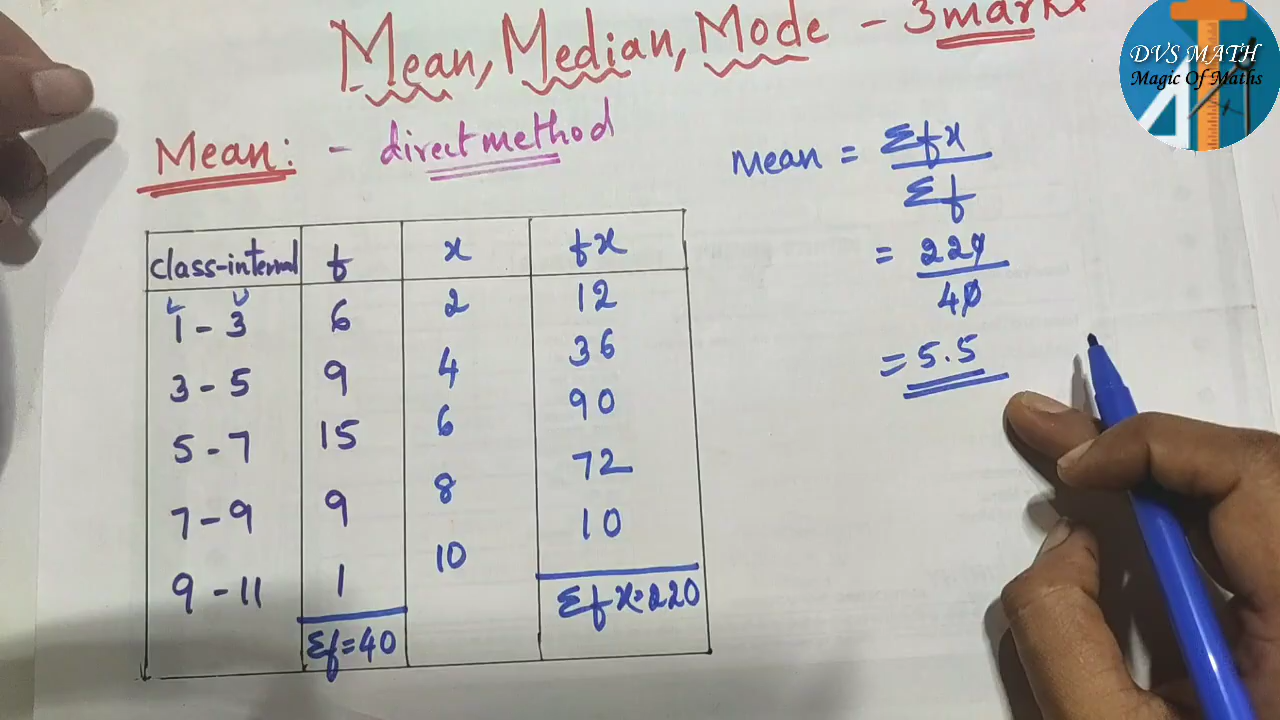 Mean, Median, Mode - 3 marks
DVS MATH
Magic Of Maths
Mean: - direct method
class-interval f x fx
L U
1 - 3 6 2 12
3 - 5 9 4 36
5 - 7 15 6 90
7 - 9 9 8 72
9 - 11 1 10 10
Σf=40 Σfx=220
Mean = Σfx
Σf
= 220
40
= 5.5